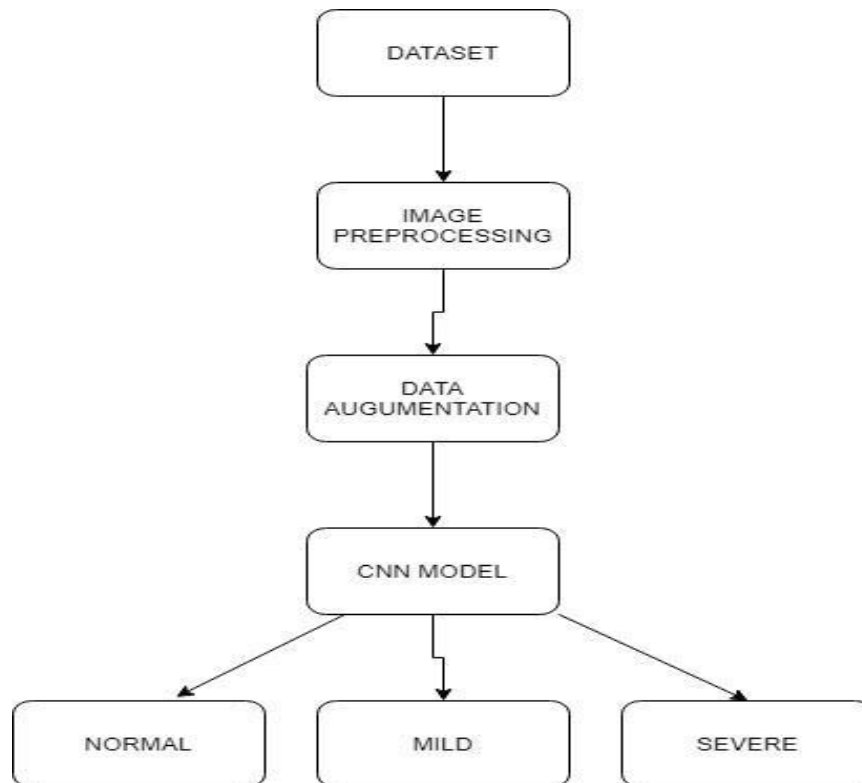 DATASET
IMAGE
PREPROCESSING
DATA
AUGUMENTATION
CNN MODEL
NORMAL
MILD
SEVERE